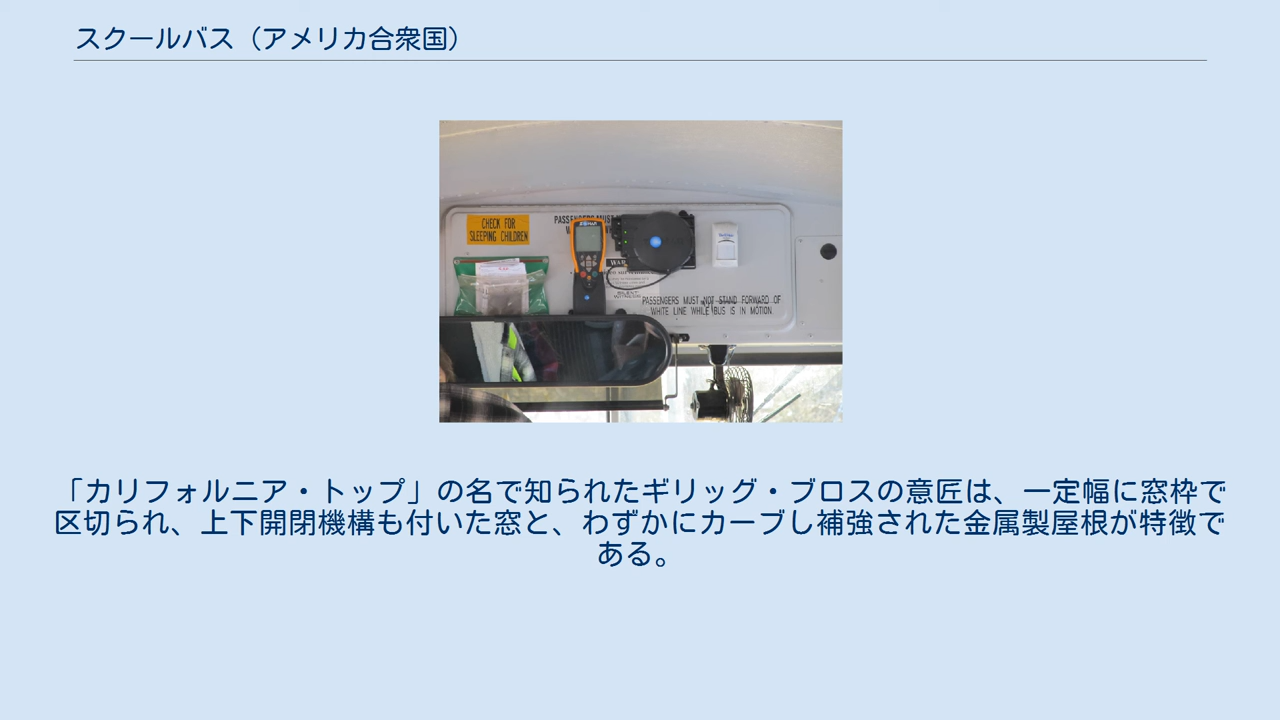 スクールバス（アメリカ合衆国）
CHECK FOR
SLEEPING CHILDREN
PASSENGERS MUST
ZONAR
WAR
PASSENGERS MUST NOT STAND FORWARD OF
WHITE LINE WHILE BUS IS IN MOTION
「カリフォルニア・トップ」の名で知られたギリッグ・ブロスの意匠は、一定幅に窓枠で
区切られ、上下開閉機構も付いた窓と、わずかにカーブし補強された金属製屋根が特徴で
ある。